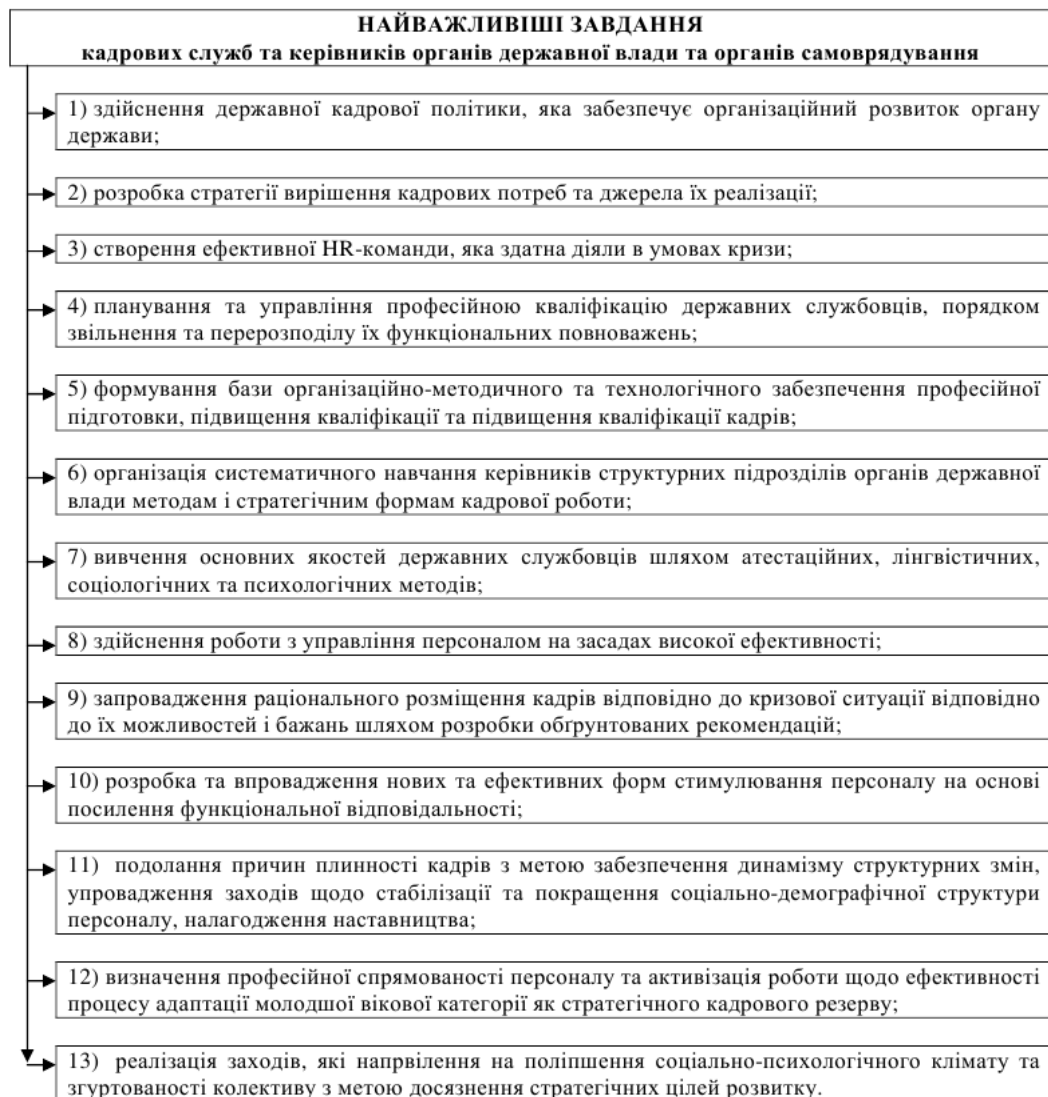 НАЙВАЖЛИВІШІ ЗАВДАННЯ
кадрових служб та керівників органів державної влади та органів самоврядування
1) здійснення державної кадрової політики, яка забезпечує організаційний розвиток органу
держави;
2) розробка стратегії вирішення кадрових потреб та джерела їх реалізації;
3) створення ефективної HR-команди, яка здатна діяли в умовах кризи;
4) планування та управління професійною кваліфікацію державних службовців, порядком
звільнення та перерозподілу їх функціональних повноважень;
5) формування бази організаційно-методичного та технологічного забезпечення професійної
підготовки, підвищення кваліфікації та підвищення кваліфікації кадрів;
6) організація систематичного навчання керівників структурних підрозділів органів державної
влади методам і стратегічним формам кадрової роботи;
7) вивчення основних якостей державних службовців шляхом атестаційних, лінгвістичних,
соціологічних та психологічних методів;
8) здійснення роботи з управління персоналом на засадах високої ефективності;
9) запровадження раціонального розміщення кадрів відповідно до кризової ситуації відповідно
до їх можливостей і бажань шляхом розробки обґрунтованих рекомендацій;
10) розробка та впровадження нових та ефективних форм стимулювання персоналу на основі
посилення функціональної відповідальності;
11) подолання причин плинності кадрів з метою забезпечення динамізму структурних змін,
упровадження заходів щодо стабілізації та покращення соціально-демографічної структури
персоналу, налагодження наставництва;
12) визначення професійної спрямованості персоналу та активізація роботи щодо ефективності
процесу адаптації молодшої вікової категорії як стратегічного кадрового резерву;
13) реалізація заходів, які напрвілення на поліпшення соціально-психологічного клімату та
згуртованості колективу з метою досязнення стратегічних цілей розвитку.